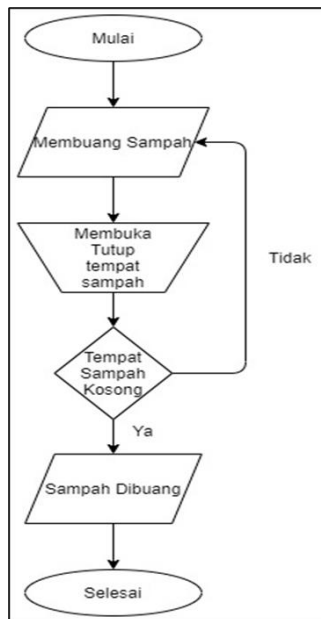 Mulai
Membuang Sampah
Membuka
Tutup
tempat
sampah
Tidak
Tempat
Sampah
Kosong
Ya
Sampah Dibuang
Selesai